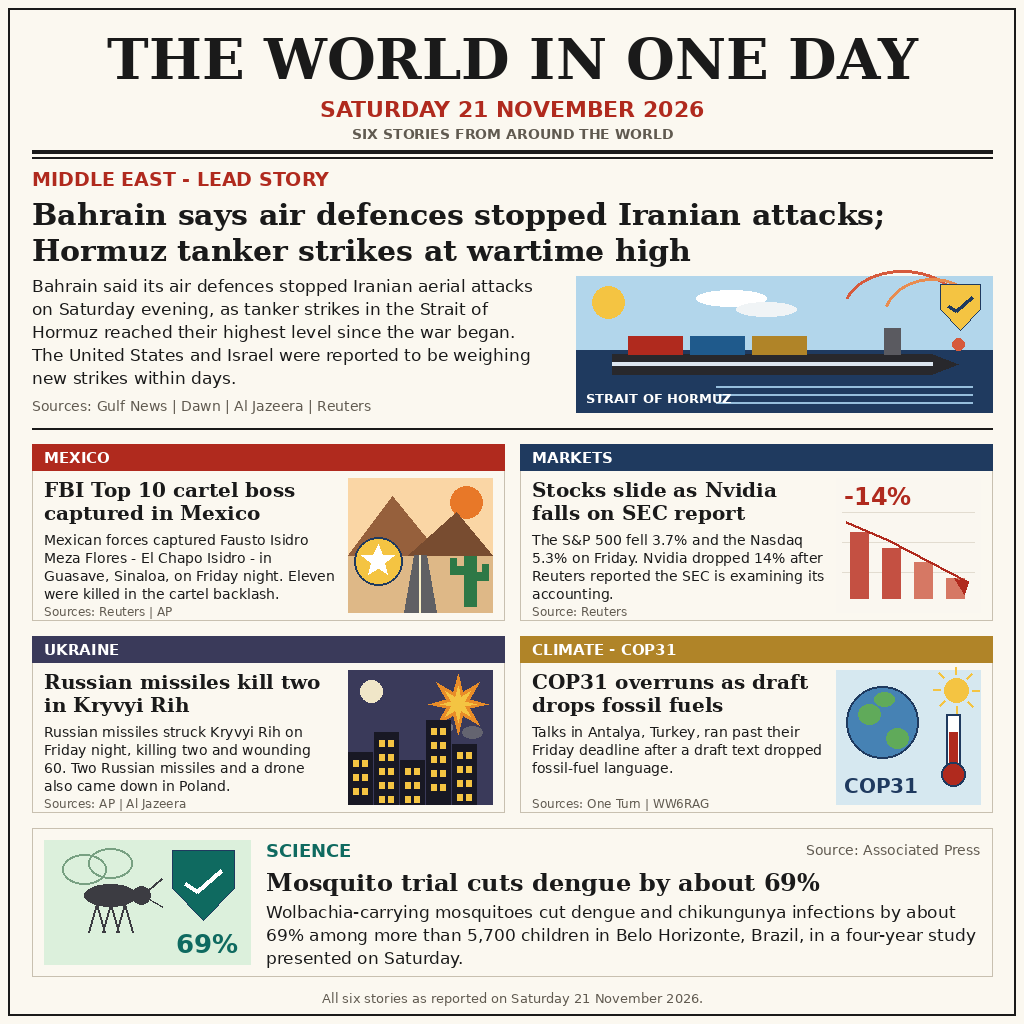 THE WORLD IN ONE DAY
SATURDAY 21 NOVEMBER 2026
SIX STORIES FROM AROUND THE WORLD
MIDDLE EAST - LEAD STORY
Bahrain says air defences stopped Iranian attacks;
Hormuz tanker strikes at wartime high
Bahrain said its air defences stopped Iranian aerial attacks
on Saturday evening, as tanker strikes in the Strait of
Hormuz reached their highest level since the war began.
The United States and Israel were reported to be weighing
new strikes within days.
Sources: Gulf News | Dawn | Al Jazeera | Reuters
STRAIT OF HORMUZ
MEXICO
FBI Top 10 cartel boss
captured in Mexico
Mexican forces captured Fausto Isidro
Meza Flores - El Chapo Isidro - in
Guasave, Sinaloa, on Friday night. Eleven
were killed in the cartel backlash.
Sources: Reuters | AP
MARKETS
Stocks slide as Nvidia
falls on SEC report
The S&P 500 fell 3.7% and the Nasdaq
5.3% on Friday. Nvidia dropped 14% after
Reuters reported the SEC is examining its
accounting.
Source: Reuters
-14%
UKRAINE
Russian missiles kill two
in Kryvyi Rih
Russian missiles struck Kryvyi Rih on
Friday night, killing two and wounding
60. Two Russian missiles and a drone
also came down in Poland.
Sources: AP | Al Jazeera
CLIMATE - COP31
COP31 overruns as draft
drops fossil fuels
Talks in Antalya, Turkey, ran past their
Friday deadline after a draft text dropped
fossil-fuel language.
Sources: One Turn | WW6RAG
COP31
69%
SCIENCE
Source: Associated Press
Mosquito trial cuts dengue by about 69%
Wolbachia-carrying mosquitoes cut dengue and chikungunya infections by about
69% among more than 5,700 children in Belo Horizonte, Brazil, in a four-year study
presented on Saturday.
All six stories as reported on Saturday 21 November 2026.